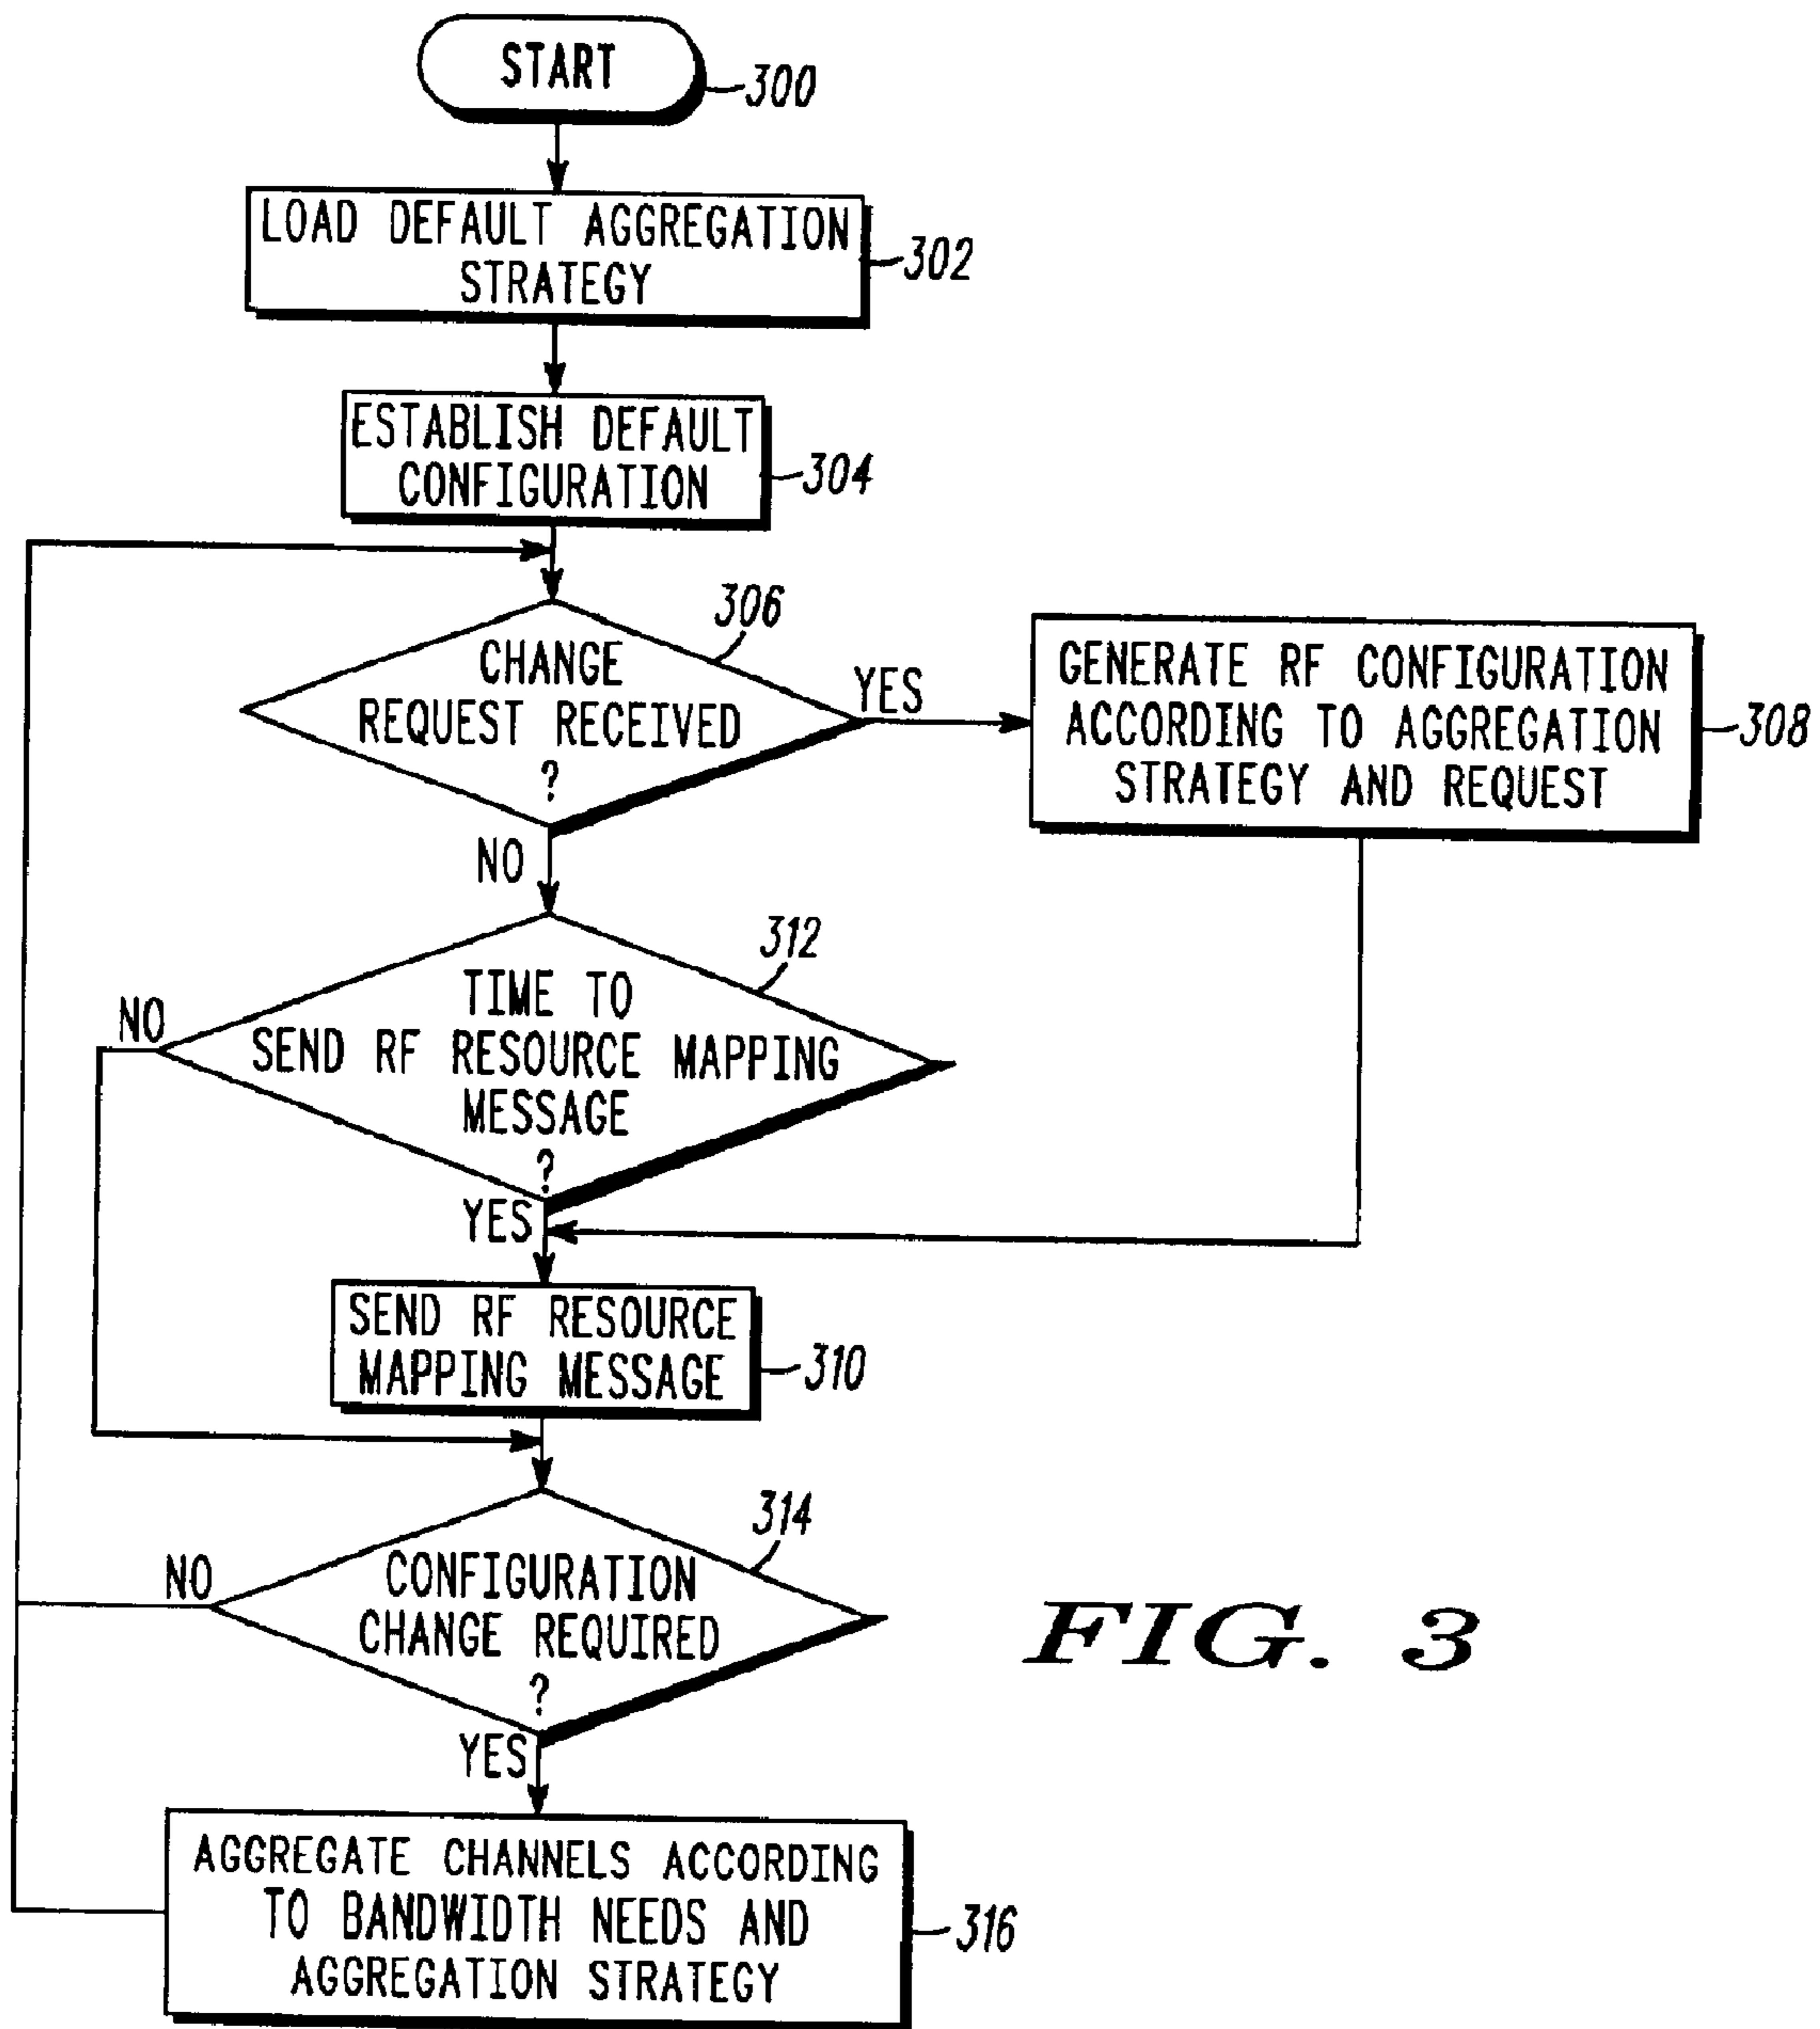 START
300
LOAD DEFAULT AGGREGATION
STRATEGY
302
ESTABLISH DEFAULT
CONFIGURATION
304
306
CHANGE
REQUEST RECEIVED
?
YES
GENERATE RF CONFIGURATION
ACCORDING TO AGGREGATION
STRATEGY AND REQUEST
308
NO
312
TIME TO
SEND RF RESOURCE MAPPING
MESSAGE
?
NO
YES
SEND RF RESOURCE
MAPPING MESSAGE
310
314
CONFIGURATION
CHANGE REQUIRED
?
NO
YES
FIG. 3
AGGREGATE CHANNELS ACCORDING
TO BANDWIDTH NEEDS AND
AGGREGATION STRATEGY
316